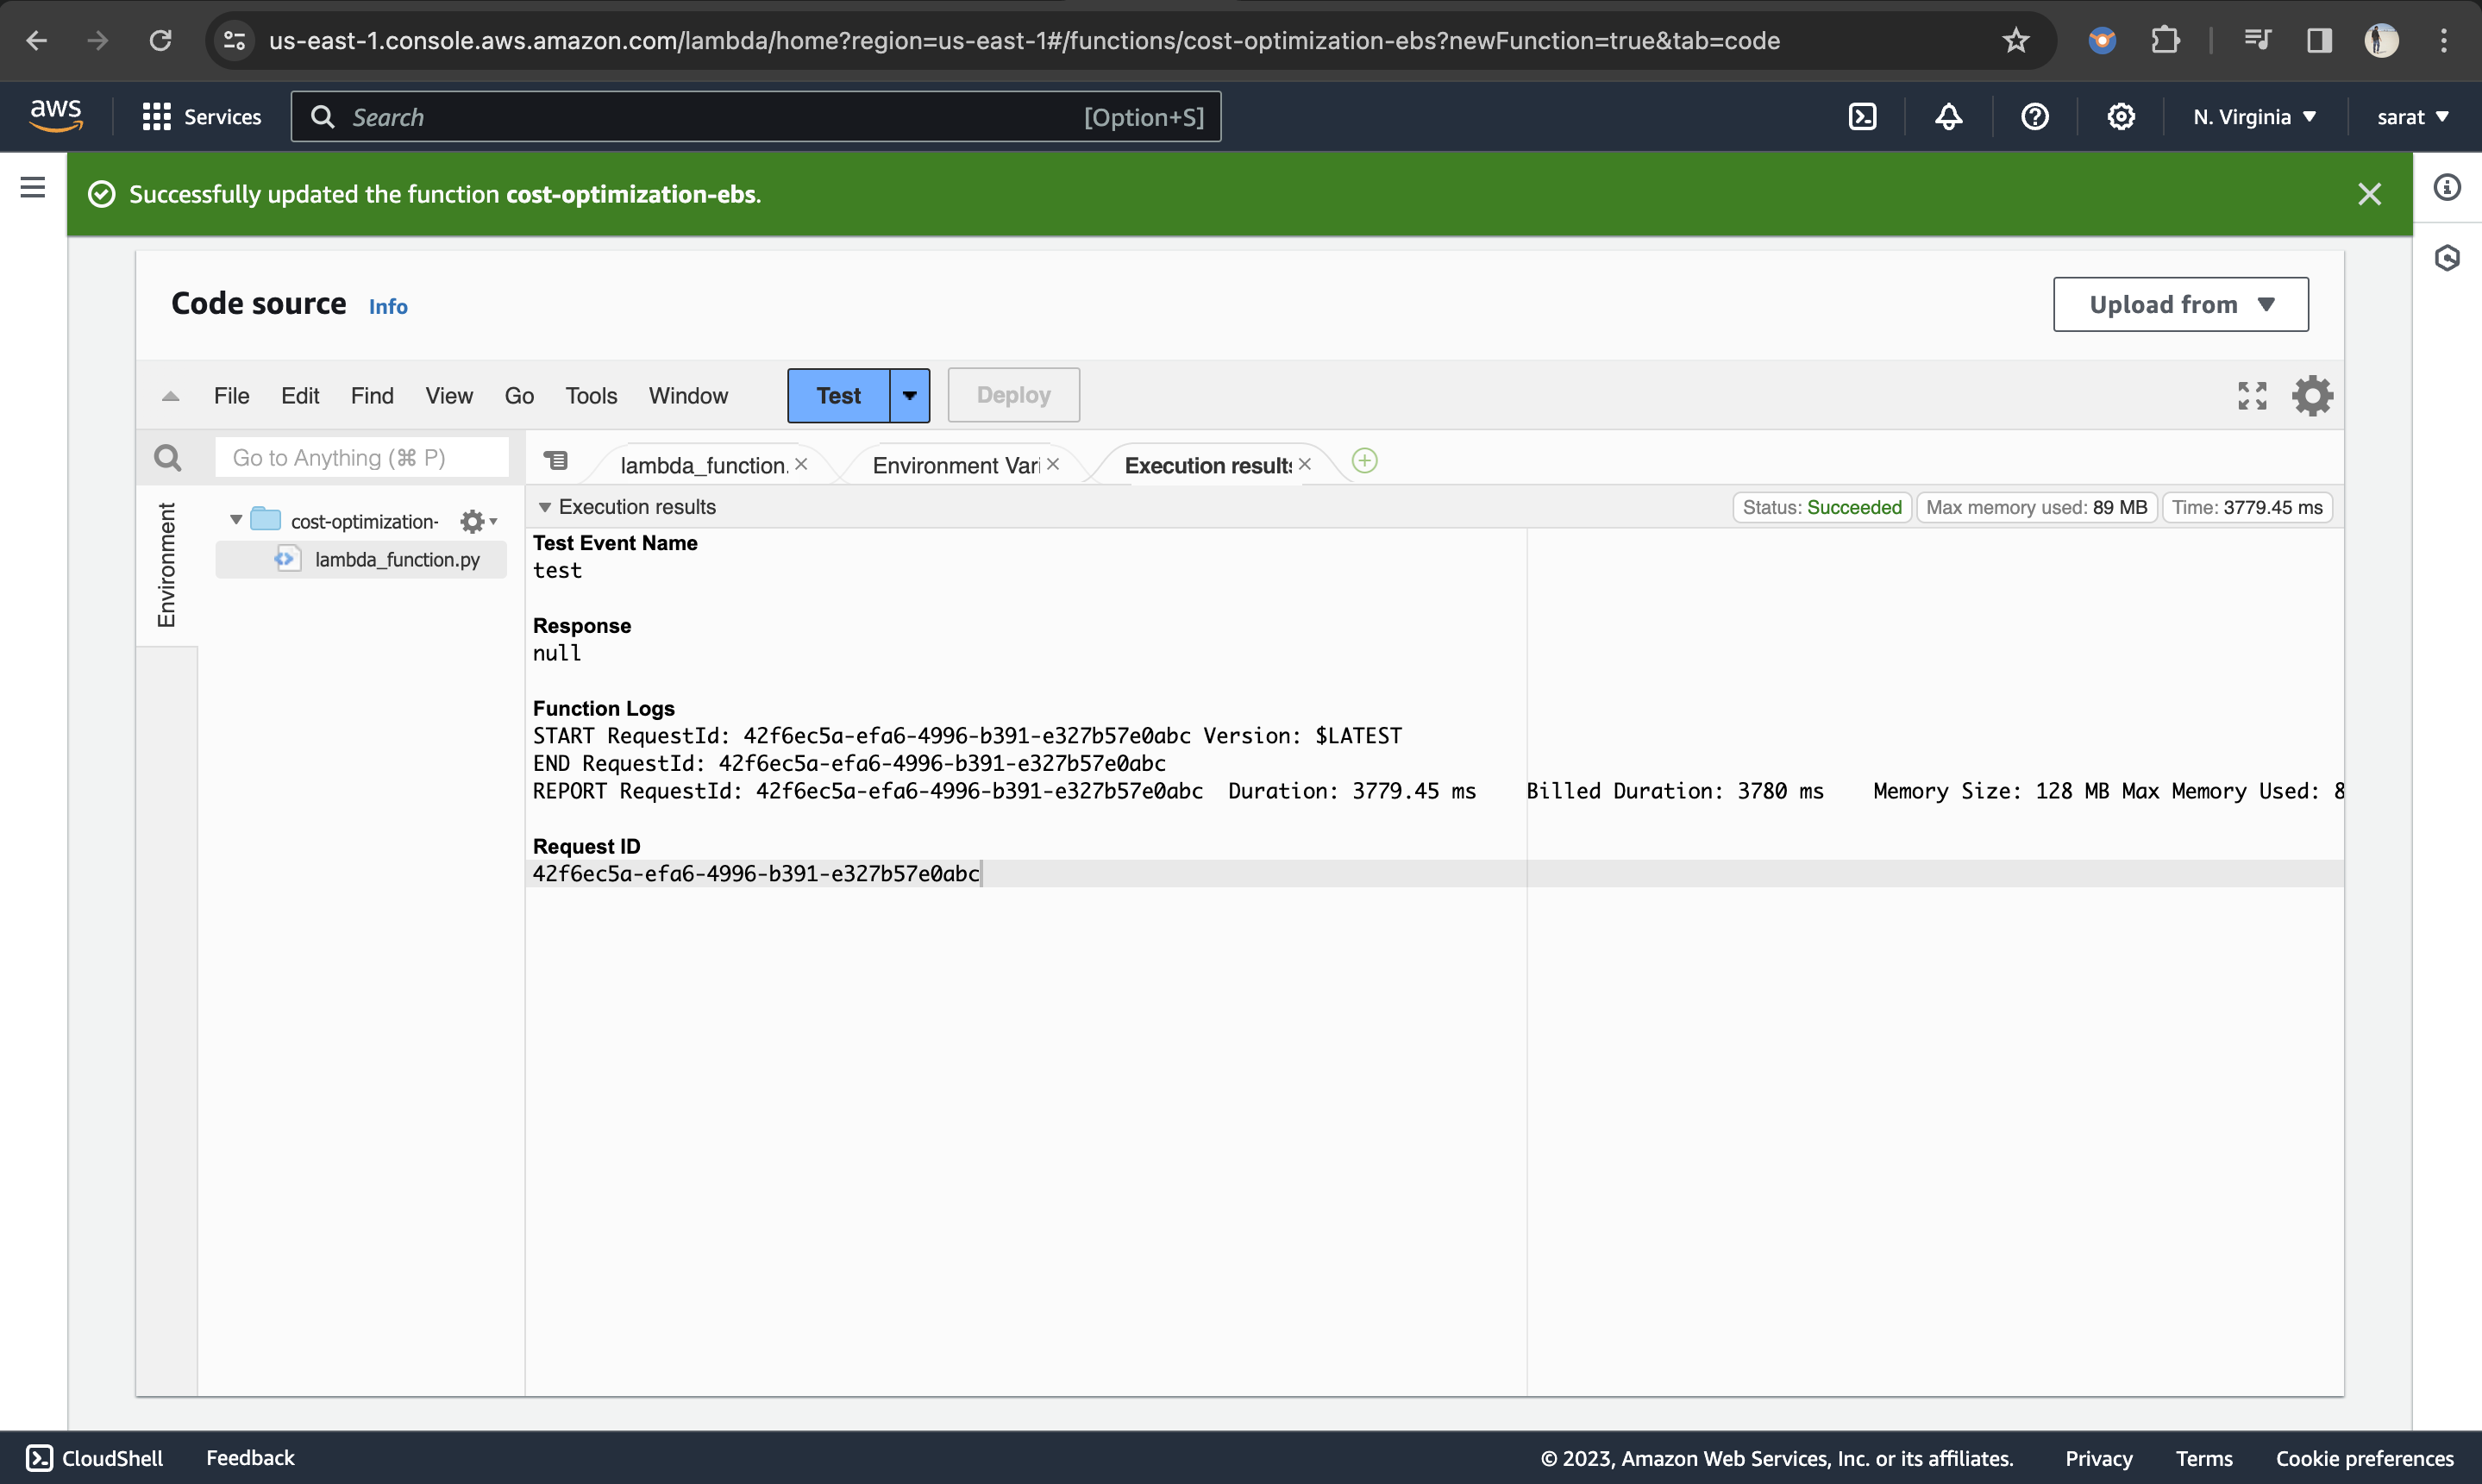 us-east-1.console.aws.amazon.com/lambda/home?region=us-east-1#/functions/cost-optimization-ebs?newFunction=true&tab=code
aws Services Search [Option+S] N. Virginia sarat
Successfully updated the function cost-optimization-ebs.
Code source Info Upload from
File Edit Find View Go Tools Window Test Deploy
Go to Anything (⌘ P) lambda_function. Environment Vari Execution results
Execution results Status: Succeeded Max memory used: 89 MB Time: 3779.45 ms
Environment
cost-optimization-
lambda_function.py
Test Event Name
test
Response
null
Function Logs
START RequestId: 42f6ec5a-efa6-4996-b391-e327b57e0abc Version: $LATEST
END RequestId: 42f6ec5a-efa6-4996-b391-e327b57e0abc
REPORT RequestId: 42f6ec5a-efa6-4996-b391-e327b57e0abc Duration: 3779.45 ms Billed Duration: 3780 ms Memory Size: 128 MB Max Memory Used: 8
Request ID
42f6ec5a-efa6-4996-b391-e327b57e0abc
CloudShell Feedback © 2023, Amazon Web Services, Inc. or its affiliates. Privacy Terms Cookie preferences